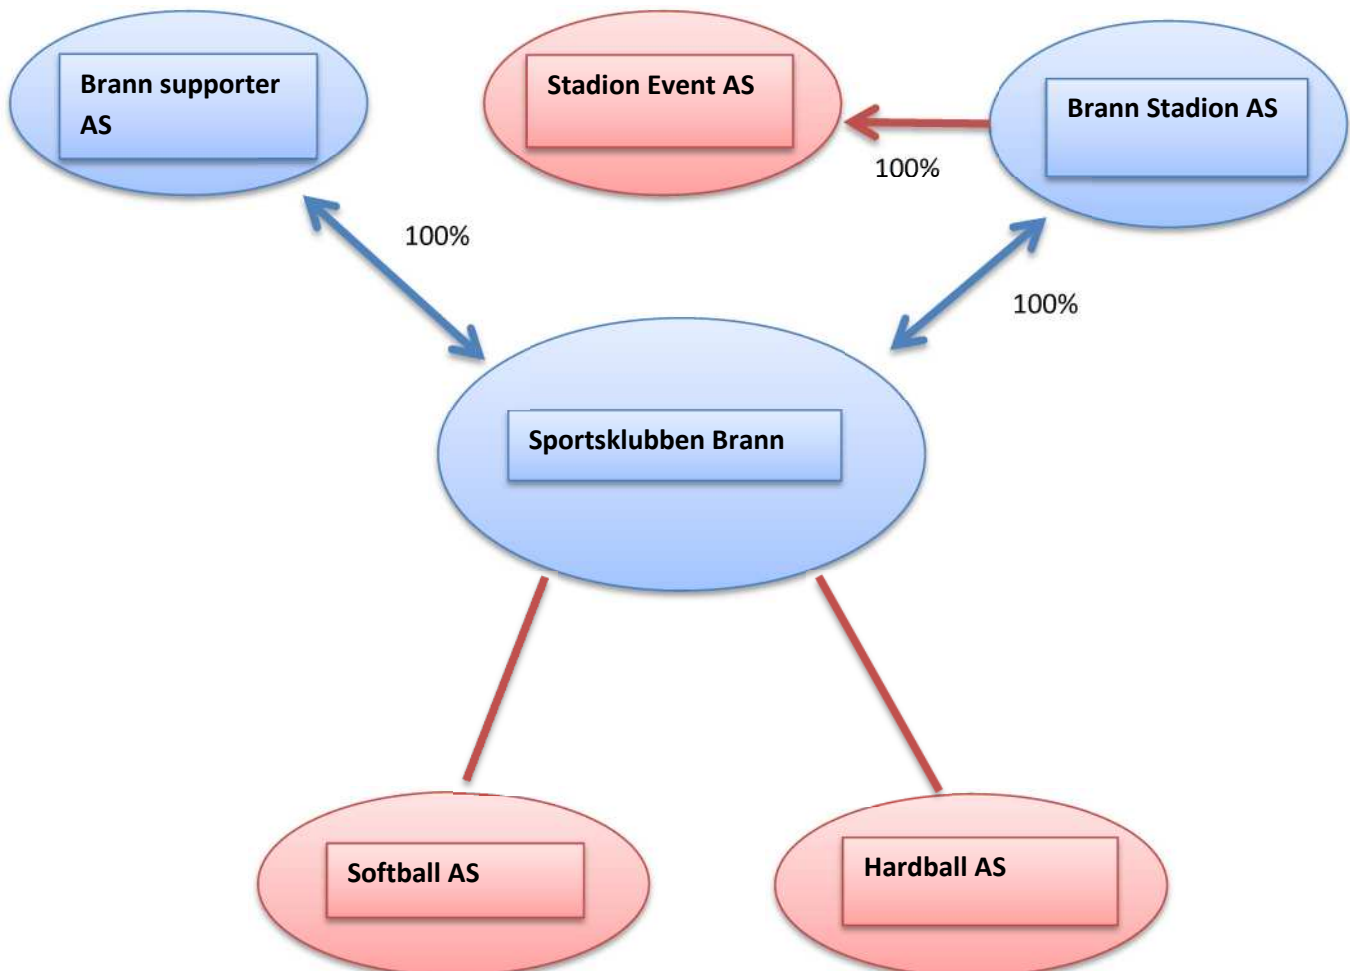 Brann supporter
AS
Stadion Event AS
Brann Stadion AS
100%
100%
100%
Sportsklubben Brann
Softball AS
Hardball AS